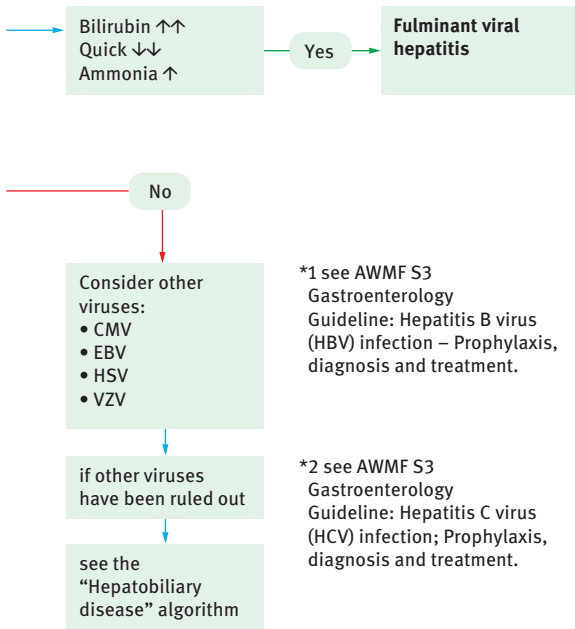 Bilirubin ↑↑
Quick ↓↓
Ammonia ↑
Yes
Fulminant viral
hepatitis
No
Consider other
viruses:
• CMV
• EBV
• HSV
• VZV
*1 see AWMF S3
Gastroenterology
Guideline: Hepatitis B virus
(HBV) infection – Prophylaxis,
diagnosis and treatment.
if other viruses
have been ruled out
*2 see AWMF S3
Gastroenterology
Guideline: Hepatitis C virus
(HCV) infection; Prophylaxis,
diagnosis and treatment.
see the
“Hepatobiliary
disease” algorithm